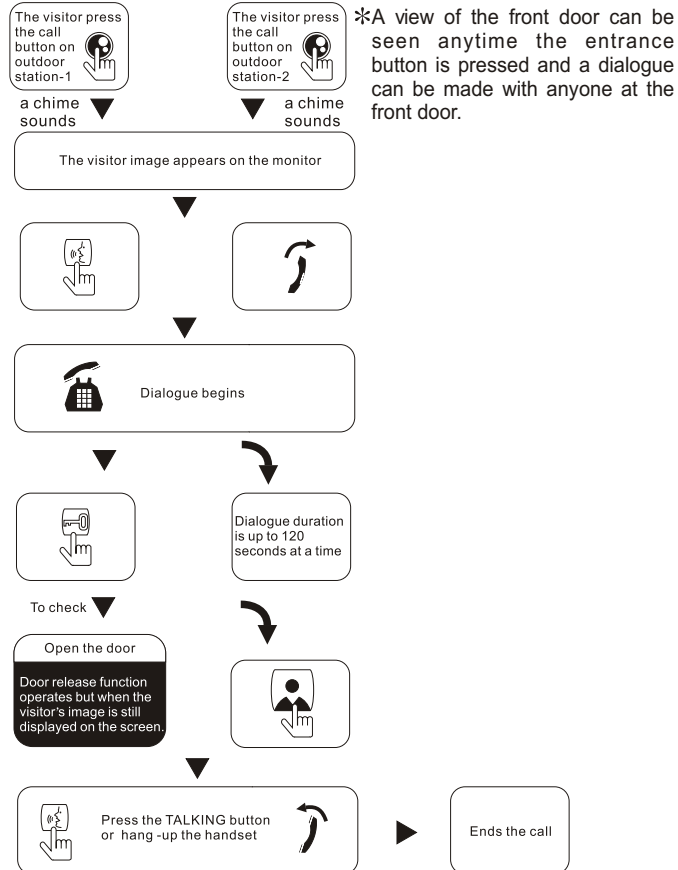 The visitor press
the call
button on
outdoor
station-1
The visitor press
the call
button on
outdoor
station-2
＊A view of the front door can be
seen anytime the entrance
button is pressed and a dialogue
can be made with anyone at the
front door.
a chime
sounds
a chime
sounds
The visitor image appears on the monitor
Dialogue begins
Dialogue duration
is up to 120
seconds at a time
To check
Open the door
Door release function
operates but when the
visitor's image is still
displayed on the screen.
Press the TALKING button
or hang -up the handset
Ends the call